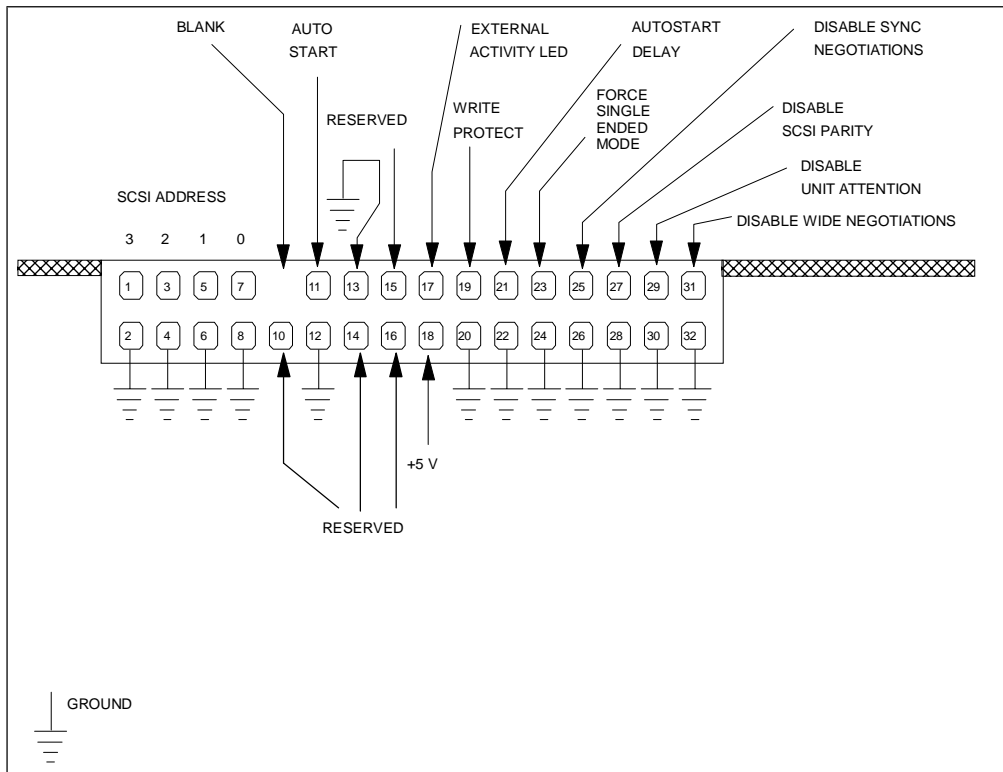 BLANK
AUTO
START
EXTERNAL
ACTIVITY LED
AUTOSTART
DELAY
DISABLE SYNC
NEGOTIATIONS
RESERVED
WRITE
PROTECT
FORCE
SINGLE
ENDED
MODE
DISABLE
SCSI PARITY
DISABLE
UNIT ATTENTION
SCSI ADDRESS
DISABLE WIDE NEGOTIATIONS
3 2 1 0
1 3 5 7 11 13 15 17 19 21 23 25 27 29 31
2 4 6 8 10 12 14 16 18 20 22 24 26 28 30 32
+5 V
RESERVED
GROUND